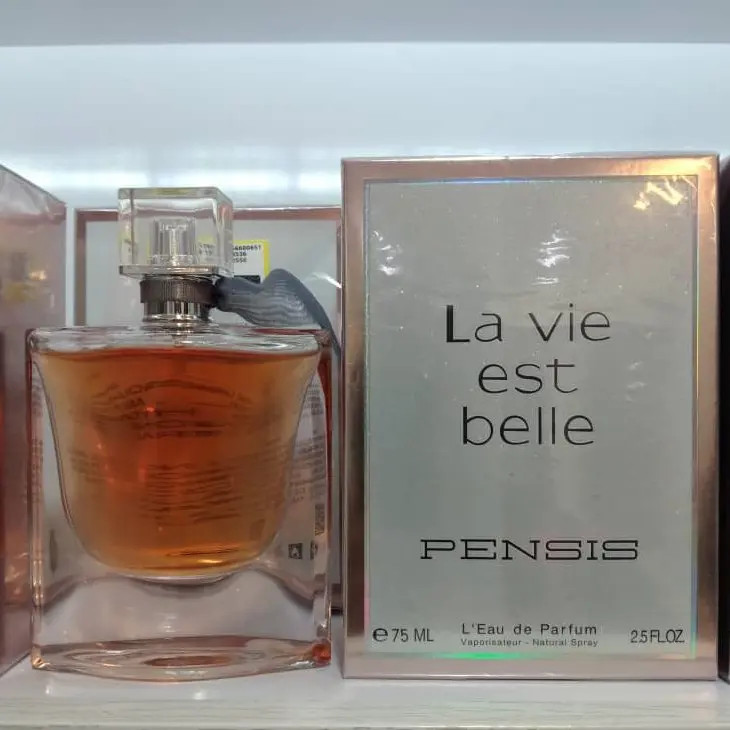 La vie
est
belle
PENSIS
e 75 ML
L'Eau de Parfum
Vaporisateur - Natural Spray
2.5 FL.OZ